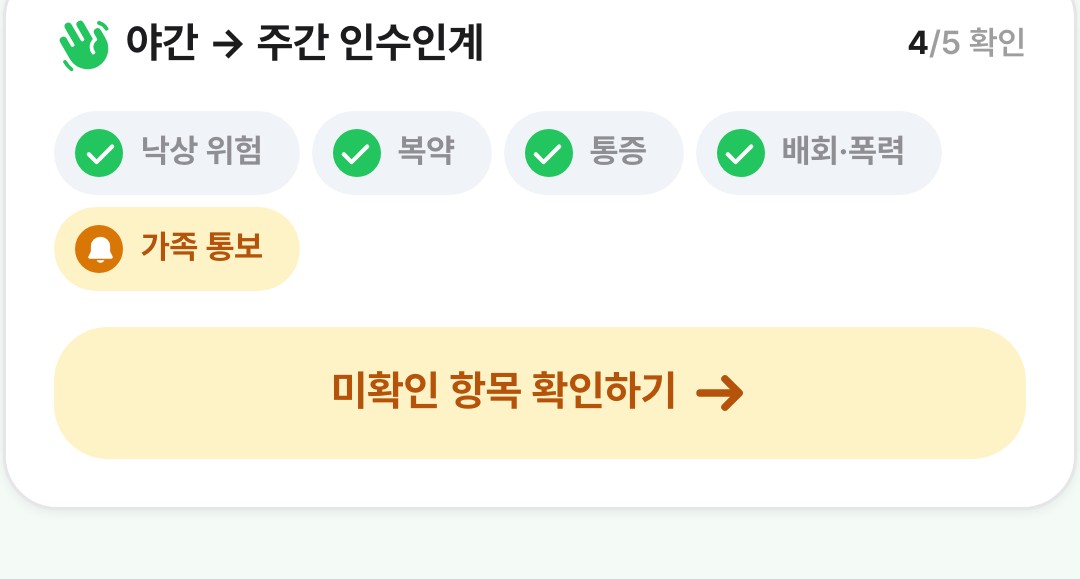 야간 → 주간 인수인계 4/5 확인
낙상 위험 복약 통증 배회·폭력
가족 통보
미확인 항목 확인하기 →